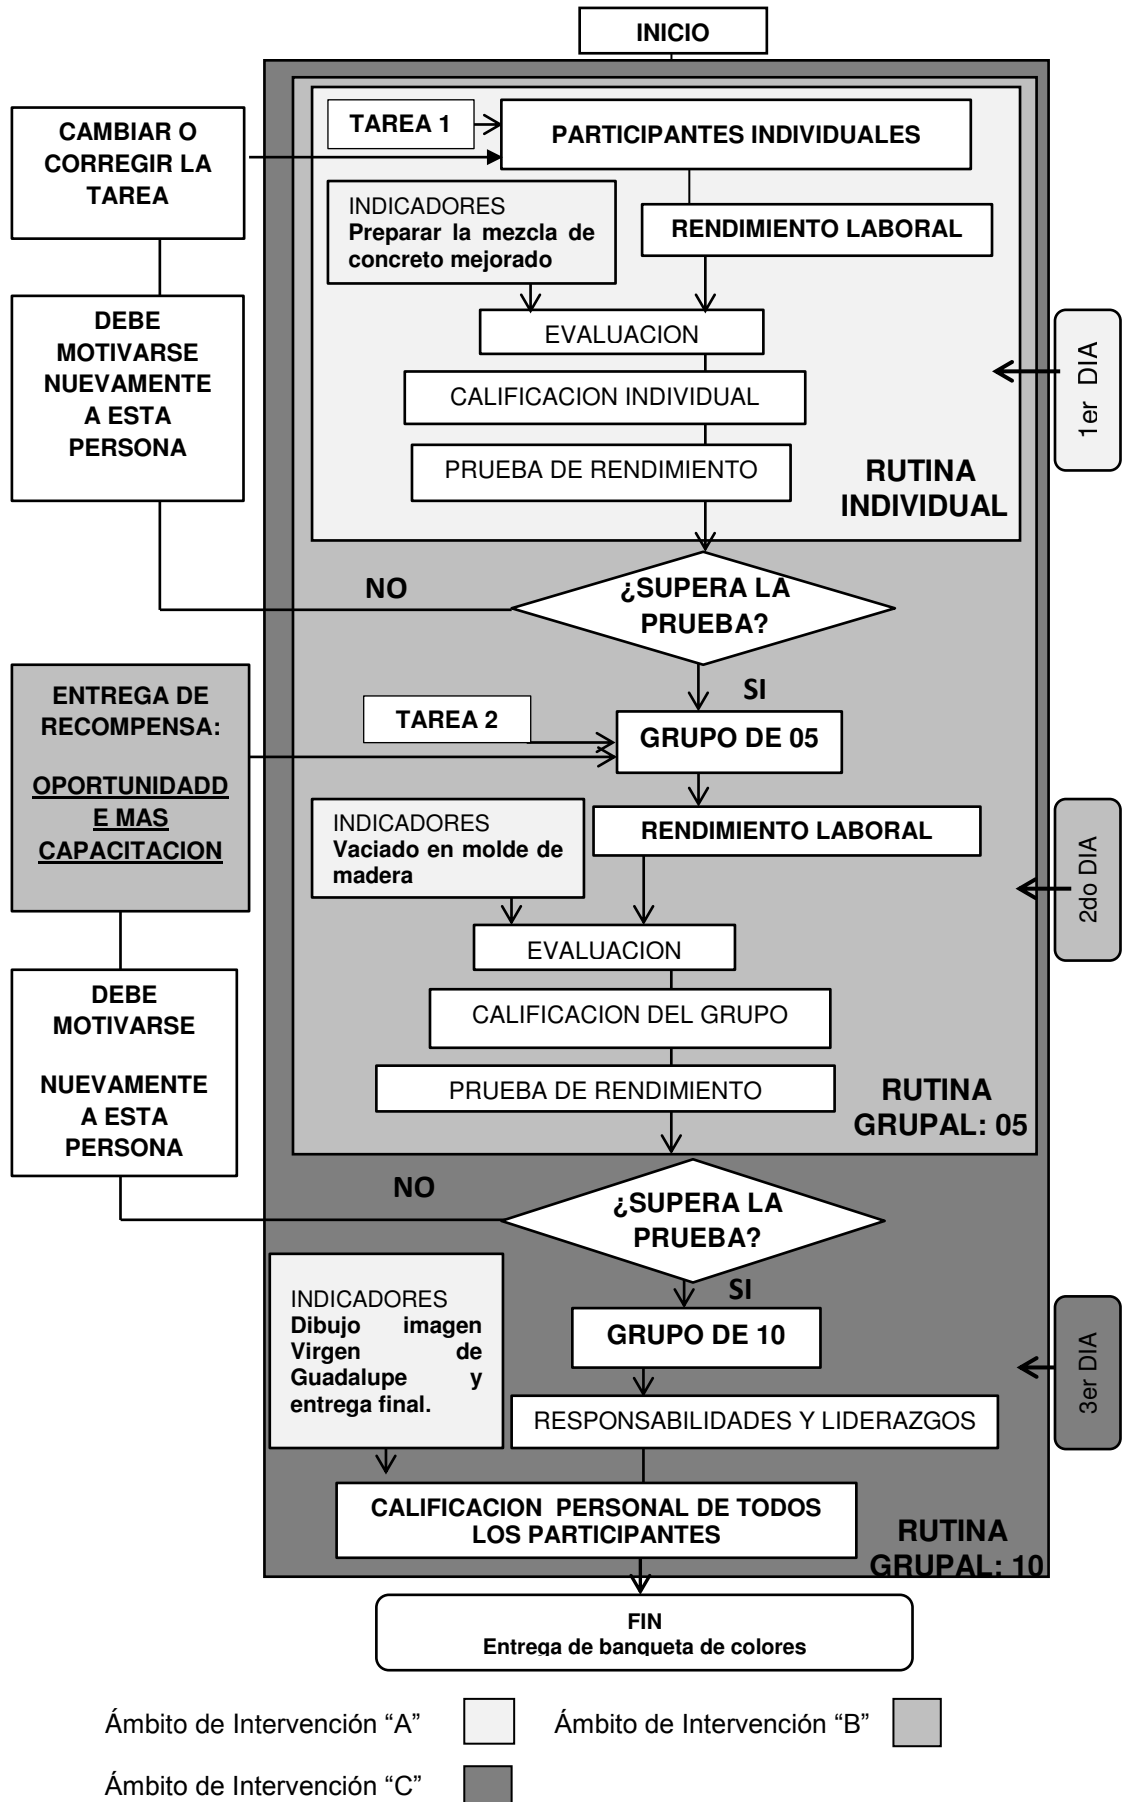 INICIO
TAREA 1
PARTICIPANTES INDIVIDUALES
CAMBIAR O
CORREGIR LA
TAREA
INDICADORES
Preparar la mezcla de
concreto mejorado
RENDIMIENTO LABORAL
DEBE
MOTIVARSE
NUEVAMENTE
A ESTA
PERSONA
EVALUACION
CALIFICACION INDIVIDUAL
PRUEBA DE RENDIMIENTO
RUTINA
INDIVIDUAL
1er DIA
NO
¿SUPERA LA
PRUEBA?
SI
ENTREGA DE
RECOMPENSA:
OPORTUNIDADD
E MAS
CAPACITACION
TAREA 2
GRUPO DE 05
INDICADORES
Vaciado en molde de
madera
RENDIMIENTO LABORAL
2do DIA
EVALUACION
CALIFICACION DEL GRUPO
PRUEBA DE RENDIMIENTO
RUTINA
GRUPAL: 05
DEBE
MOTIVARSE
NUEVAMENTE
A ESTA
PERSONA
NO
¿SUPERA LA
PRUEBA?
SI
INDICADORES
Dibujo imagen
Virgen de
Guadalupe y
entrega final.
GRUPO DE 10
RESPONSABILIDADES Y LIDERAZGOS
3er DIA
CALIFICACION PERSONAL DE TODOS
LOS PARTICIPANTES
RUTINA
GRUPAL: 10
FIN
Entrega de banqueta de colores
Ámbito de Intervención “A”
Ámbito de Intervención “B”
Ámbito de Intervención “C”